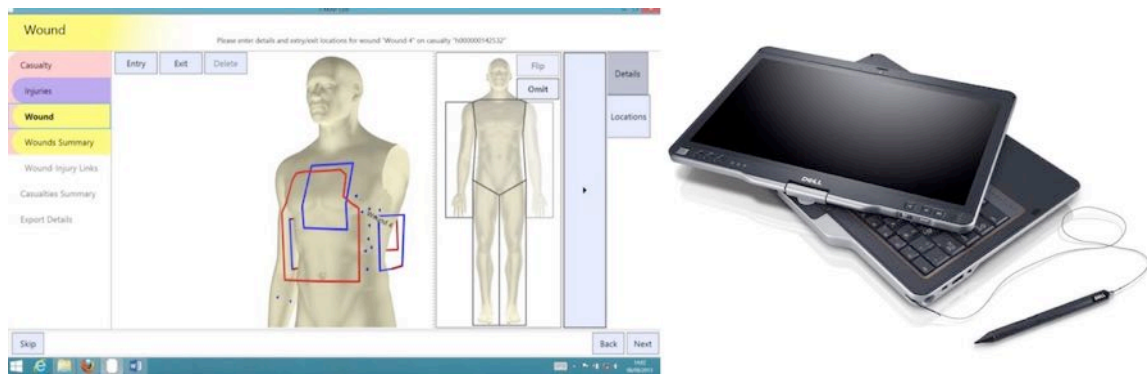 Wound
Please enter details and entry/exit locations for wound "Wound 4" on casualty "h000000142532"
Casualty
Injuries
Wound
Wounds Summary
Wound Injury Links
Casualties Summary
Export Details
Entry
Exit
Delete
Flip
Omit
Details
Locations
Skip
Back
Next
DELL